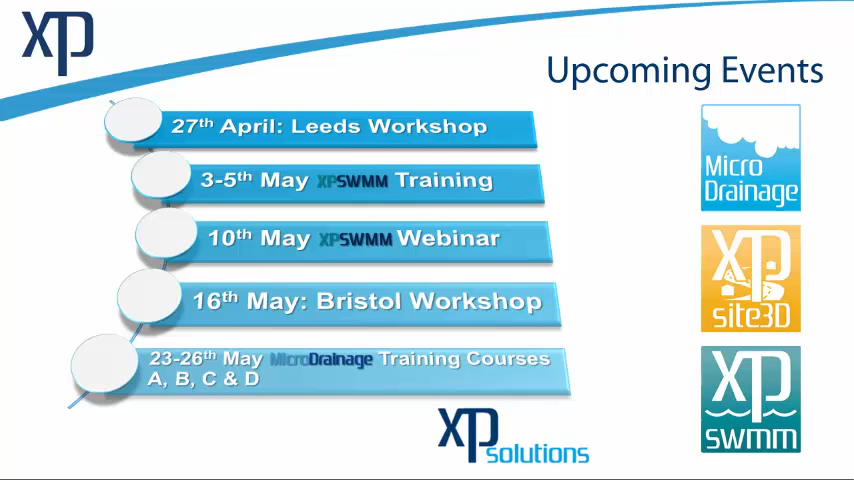 XP
Upcoming Events
27th April: Leeds Workshop
3-5th May XPSWMM Training
10th May XPSWMM Webinar
16th May: Bristol Workshop
23-26th May MicroDrainage Training Courses
A, B, C & D
Micro
Drainage
XP
site3D
XP
swmm
XP
solutions